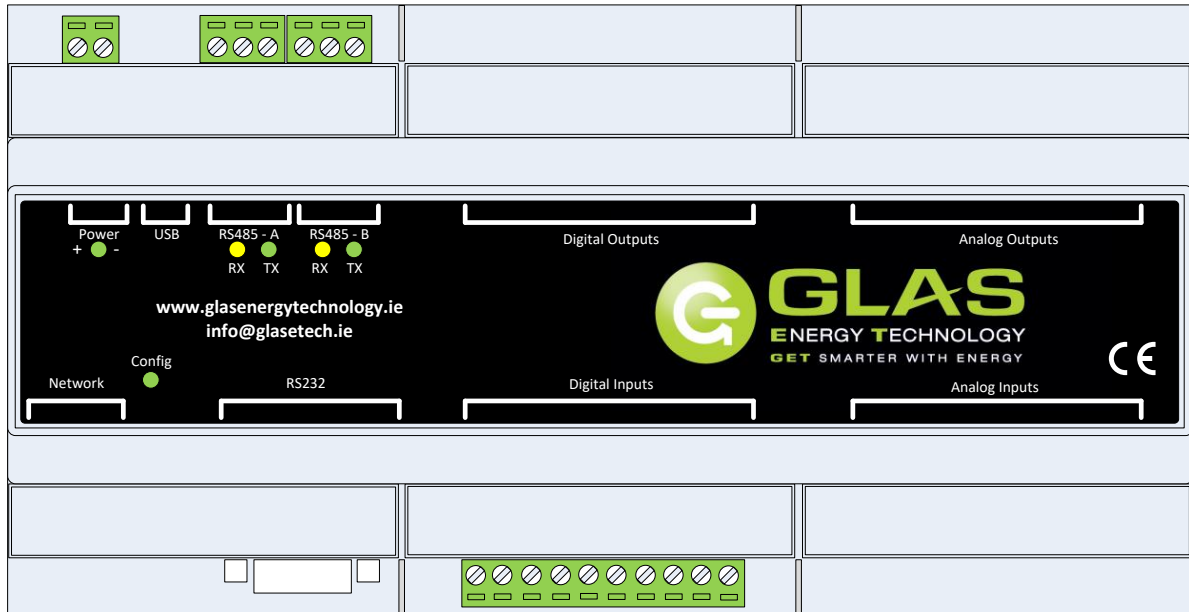 Power
+ -
USB
RS485 - A
RX TX
RS485 - B
RX TX
Digital Outputs
Analog Outputs
www.glasenergytechnology.ie
info@glasetech.ie
GLAS
ENERGY TECHNOLOGY
GET SMARTER WITH ENERGY
CE
Config
Network
RS232
Digital Inputs
Analog Inputs